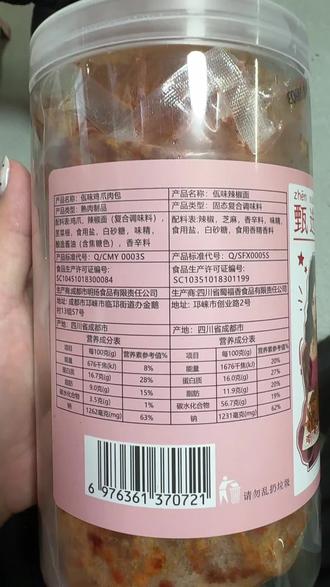 产品名称: 佤味鸡爪肉包
产品类型: 熟肉制品
配料表:鸡爪、辣椒面（复合调味料），
黑草椒，食用盐，白砂糖，味精，
酿造酱油（含焦糖色），香辛料
产品标准代号: Q/CMY 0003S
食品生产许可证编号:
SC10451018300084
生产商:成都市明扬食品有限责任公司
地址: 成都市邛崃市临邛街道办金鹅
村13组57号
产地: 四川省成都市
营养成分表
项目 每100克(g) 营养素参考值%
能量 676千焦(kJ) 8%
蛋白质 16.7克(g) 28%
脂肪 9.0克(g) 15%
碳水化合物 3.5克(g) 1%
钠 1262毫克(mg) 63%
产品名称: 佤味辣椒面
产品类型: 固态复合调味料
配料表:辣椒, 芝麻, 香辛料, 味精,
食用盐, 白砂糖, 食用香精香料
产品标准代号: Q/SFX0005S
食品生产许可证编号:
SC10351018301199
生产商:四川省蜀福香食品有限责任公司
地址: 邛崃市创业路2号
产地: 四川省成都市
营养成分表
项目 每100克(g) 营养素参考值%
能量 1676千焦(kJ) 20%
蛋白质 16.0克(g) 27%
脂肪 11.9克(g) 20%
碳水化合物 56.7克(g) 19%
钠 1231毫克(mg) 62%
zhēn
甄
6 976361 370721
请勿乱扔垃圾